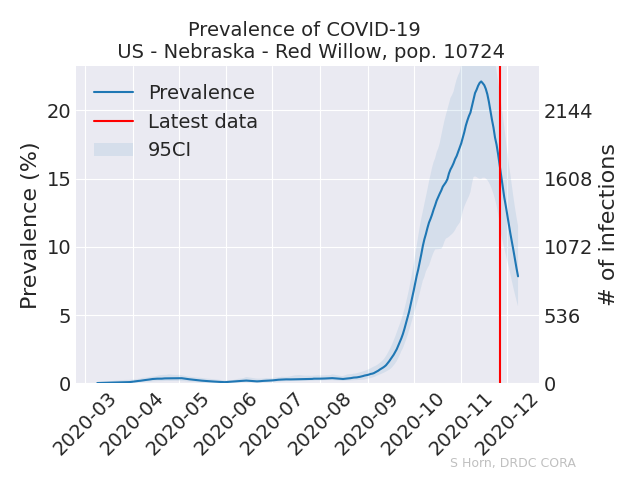 Prevalence of COVID-19
US - Nebraska - Red Willow, pop. 10724
Prevalence
Latest data
95CI
Prevalence (%)
20
15
10
5
0
2144
1608
1072
536
0
# of infections
2020-03
2020-04
2020-05
2020-06
2020-07
2020-08
2020-09
2020-10
2020-11
2020-12
S Horn, DRDC CORA